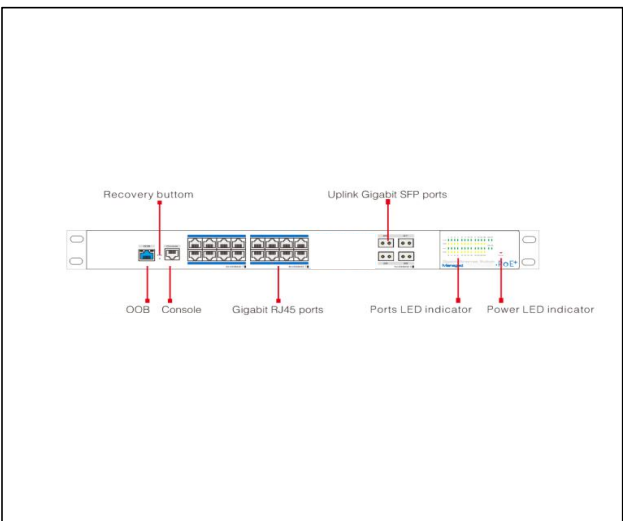 Recovery buttom
Uplink Gigabit SFP ports
OOB
Console
Gigabit RJ45 ports
Ports LED indicator
Power LED indicator